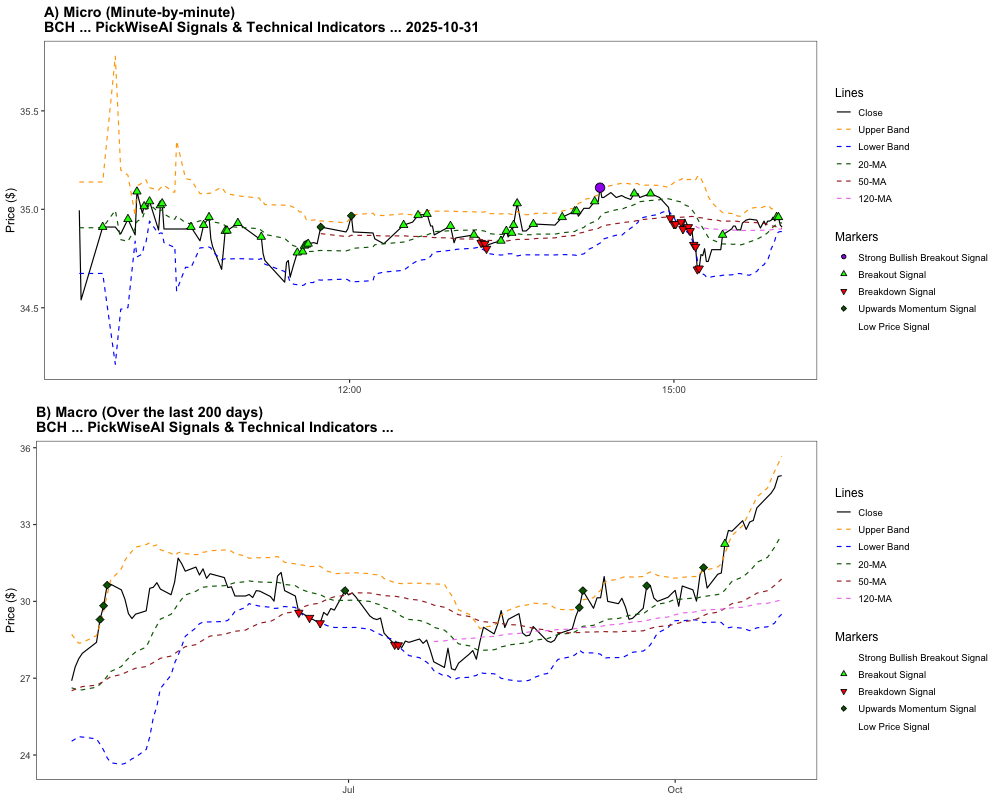 A) Micro (Minute-by-minute)
BCH ... PickWiseAI Signals & Technical Indicators ... 2025-10-31
Price ($)
35.5
35.0
34.5
12:00
15:00
Lines
Close
Upper Band
Lower Band
20-MA
50-MA
120-MA
Markers
Strong Bullish Breakout Signal
Breakout Signal
Breakdown Signal
Upwards Momentum Signal
Low Price Signal
B) Macro (Over the last 200 days)
BCH ... PickWiseAI Signals & Technical Indicators ...
Price ($)
36
33
30
27
24
Jul
Oct
Lines
Close
Upper Band
Lower Band
20-MA
50-MA
120-MA
Markers
Strong Bullish Breakout Signal
Breakout Signal
Breakdown Signal
Upwards Momentum Signal
Low Price Signal